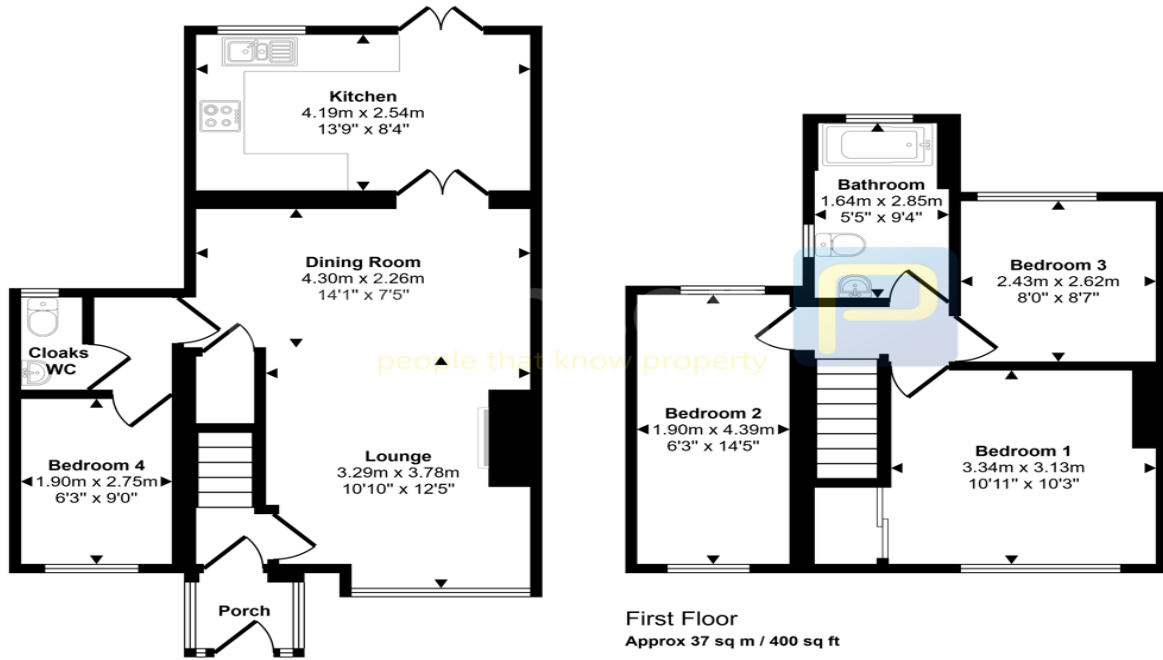 Kitchen
4.19m x 2.54m
13'9" x 8'4"
Dining Room
4.30m x 2.26m
14'1" x 7'5"
Cloaks
WC
Bedroom 4
1.90m x 2.75m
6'3" x 9'0"
Lounge
3.29m x 3.78m
10'10" x 12'5"
Porch
Bathroom
1.64m x 2.85m
5'5" x 9'4"
Bedroom 3
2.43m x 2.62m
8'0" x 8'7"
Bedroom 2
1.90m x 4.39m
6'3" x 14'5"
Bedroom 1
3.34m x 3.13m
10'11" x 10'3"
people that know property
P
First Floor
Approx 37 sq m / 400 sq ft